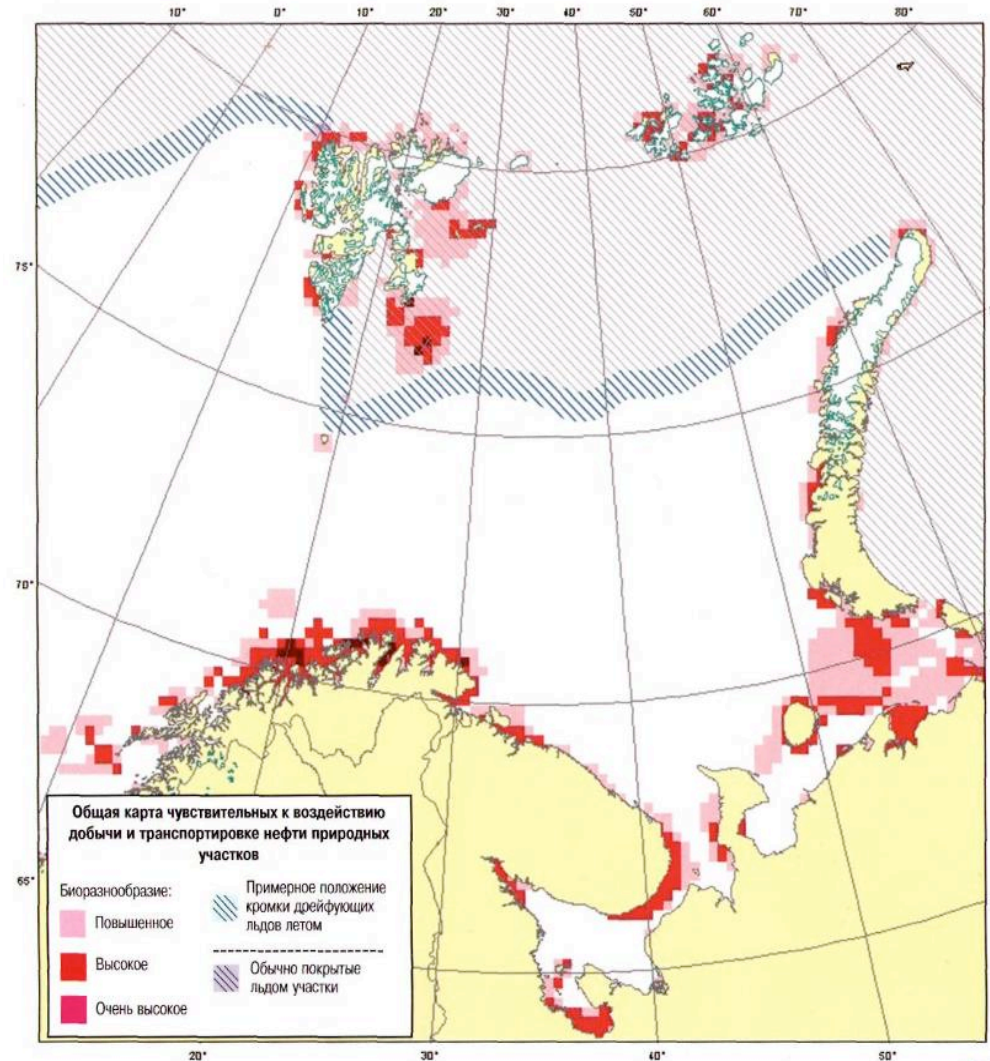 10° 0° 10° 20° 30° 40° 50° 60° 70° 80°
75°
70°
65°
Общая карта чувствительных к воздействию
добычи и транспортировке нефти природных
участков
Биоразнообразие:
Повышенное
Высокое
Очень высокое
Примерное положение
кромки дрейфующих
льдов летом
Обычно покрытые
льдом участки
20° 30° 40° 50°